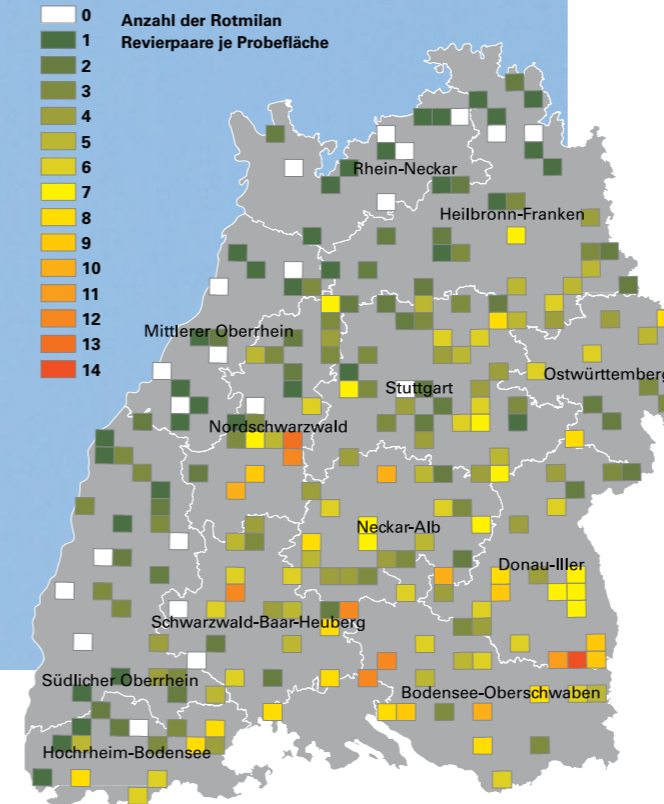 0 Anzahl der Rotmilan
1 Revierpaare je Probefläche
2
3
4
5
6
7
8
9
10
11
12
13
14
Rhein-Neckar
Heilbronn-Franken
Mittlerer Oberrhein
Ostwürttemberg
Stuttgart
Nordschwarzwald
Neckar-Alb
Donau-Iller
Schwarzwald-Baar-Heuberg
Südlicher Oberrhein
Bodensee-Oberschwaben
Hochrheim-Bodensee